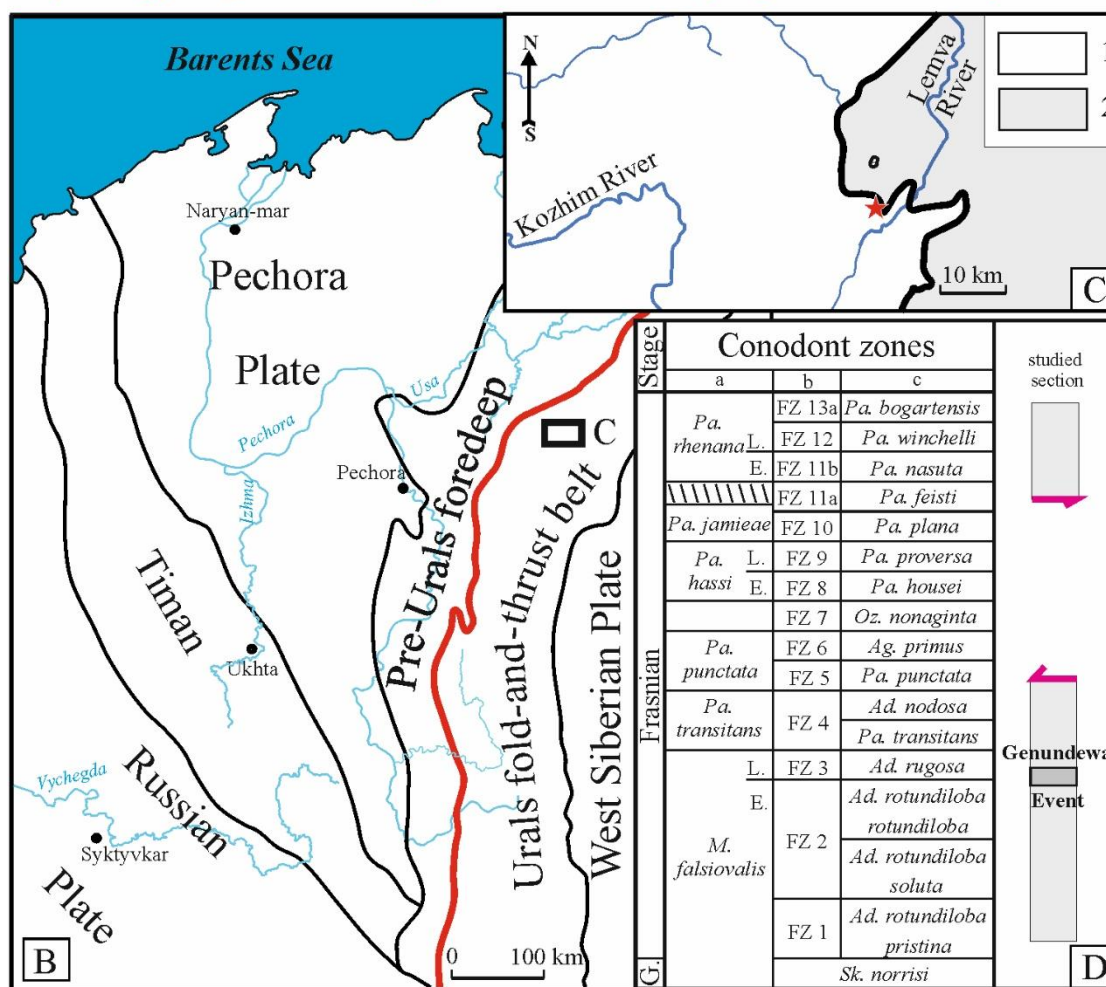 Barents Sea
Naryan-mar
Pechora
Plate
Usa
Pechora
Pechora
Izhma
Timan
Ukhta
Pre-Urals foredeep
Urals fold-and-thrust belt
West Siberian Plate
Vychegda
Russian
Syktyvkar
Plate
C
0 100 km
B
N
S
Kozhim River
Lemva
River
1
2
10 km
C
Stage
Conodont zones
studied
section
a b c
Pa.
rhenana L. E.
FZ 13a Pa. bogartensis
FZ 12 Pa. winchelli
FZ 11b Pa. nasuta
FZ 11a Pa. feisti
Pa. jamieae FZ 10 Pa. plana
Pa.
hassi L. E.
FZ 9 Pa. proversa
FZ 8 Pa. housei
FZ 7 Oz. nonaginta
Pa.
punctata
FZ 6 Ag. primus
FZ 5 Pa. punctata
Frasnian
Pa.
transitans
FZ 4
Ad. nodosa
Pa. transitans
L. FZ 3 Ad. rugosa
Genundewa
Event
E.
M.
falsiovalis
FZ 2
Ad. rotundiloba
rotundiloba
Ad. rotundiloba
soluta
FZ 1
Ad. rotundiloba
pristina
G.
Sk. norrisi
D